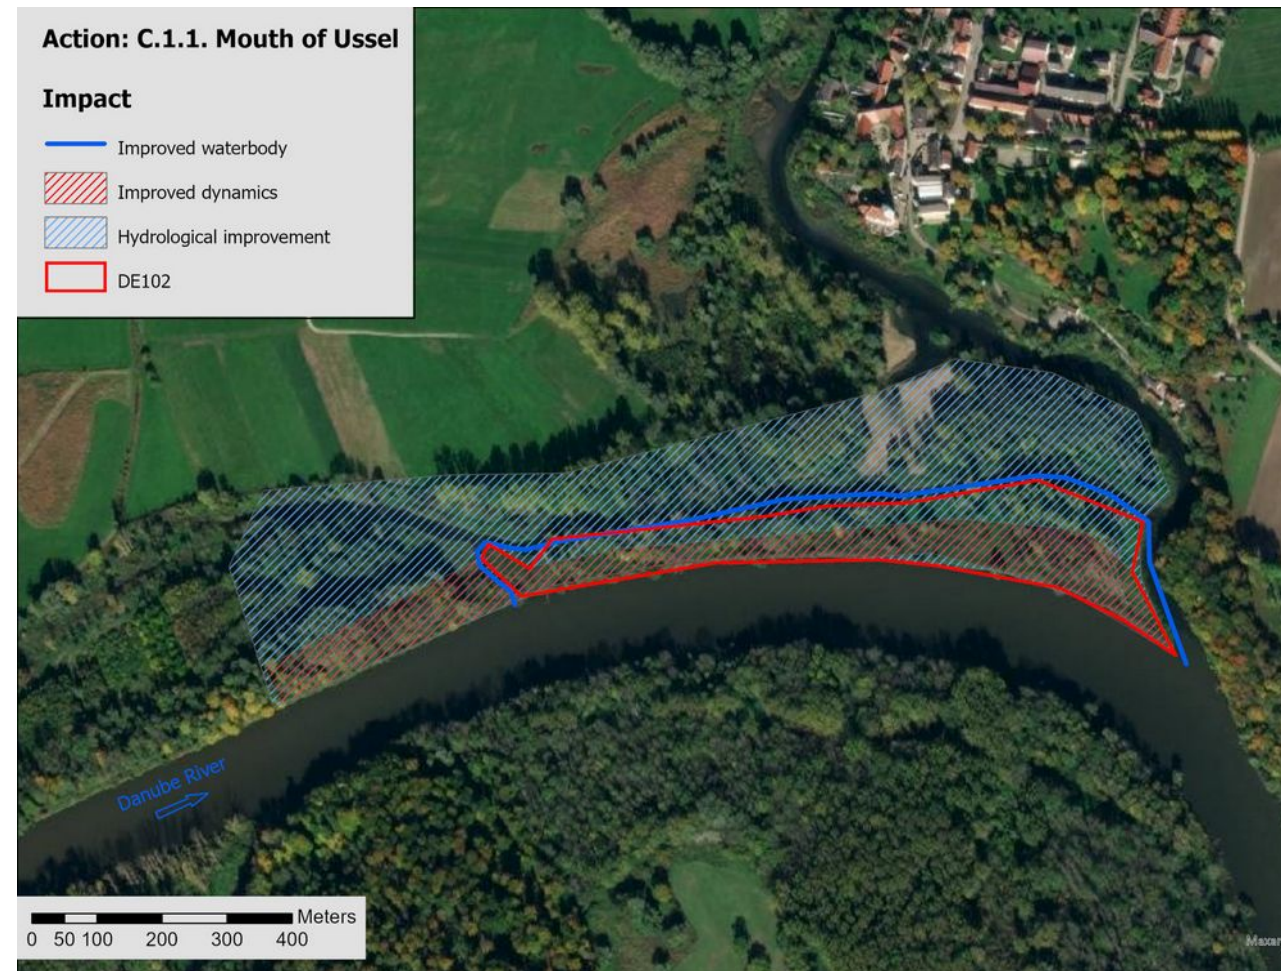 Action: C.1.1. Mouth of Ussel
Impact
Improved waterbody
Improved dynamics
Hydrological improvement
DE102
Danube River
Meters
0 50 100 200 300 400
Maxar